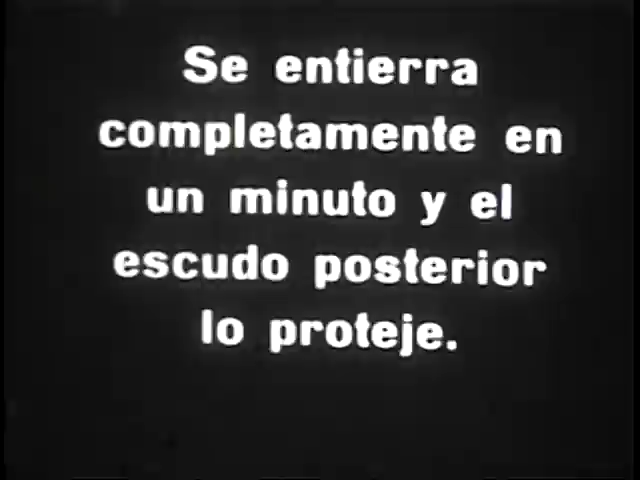 Se entierra
completamente en
un minuto y el
escudo posterior
lo proteje.